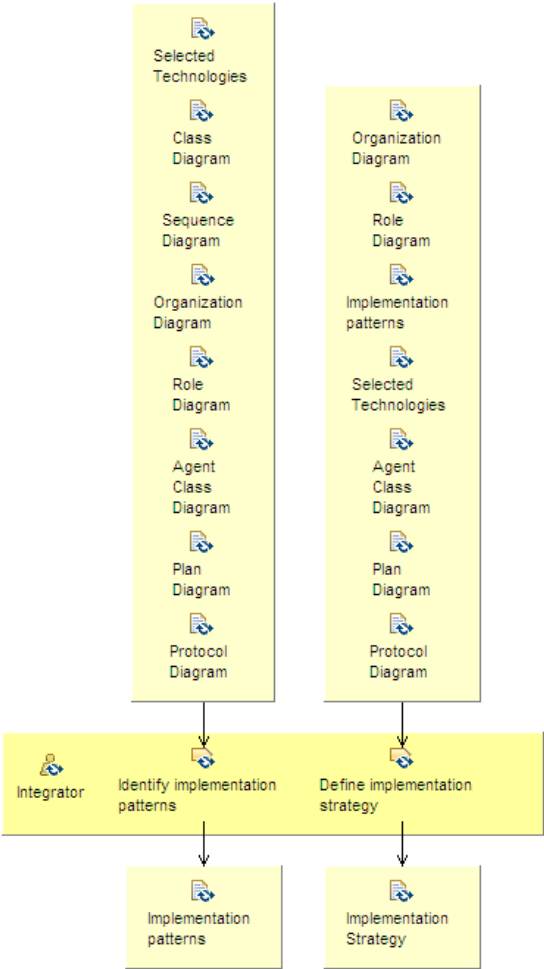 Selected
Technologies
Class
Diagram
Sequence
Diagram
Organization
Diagram
Role
Diagram
Agent
Class
Diagram
Plan
Diagram
Protocol
Diagram
Organization
Diagram
Role
Diagram
Implementation
patterns
Selected
Technologies
Agent
Class
Diagram
Plan
Diagram
Protocol
Diagram
Integrator
Identify implementation
patterns
Define implementation
strategy
Implementation
patterns
Implementation
Strategy